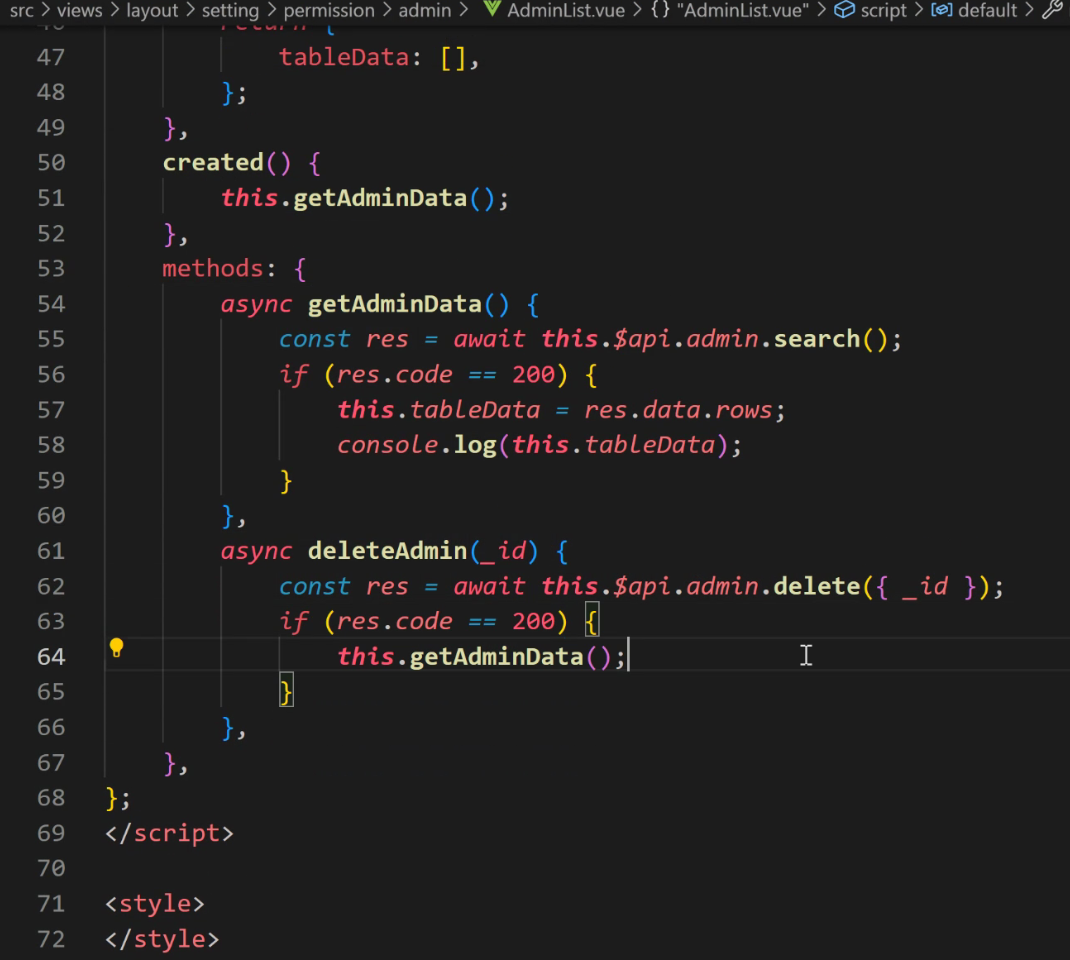 src > views > layout > setting > permission > admin > AdminList.vue > {} "AdminList.vue" > script > default >
46 return {
47 tableData: [],
48 };
49 },
50 created() {
51 this.getAdminData();
52 },
53 methods: {
54 async getAdminData() {
55 const res = await this.$api.admin.search();
56 if (res.code == 200) {
57 this.tableData = res.data.rows;
58 console.log(this.tableData);
59 }
60 },
61 async deleteAdmin(_id) {
62 const res = await this.$api.admin.delete({ _id });
63 if (res.code == 200) {
64 this.getAdminData();
65 }
66 },
67 },
68 };
69 </script>
70
71 <style>
72 </style>